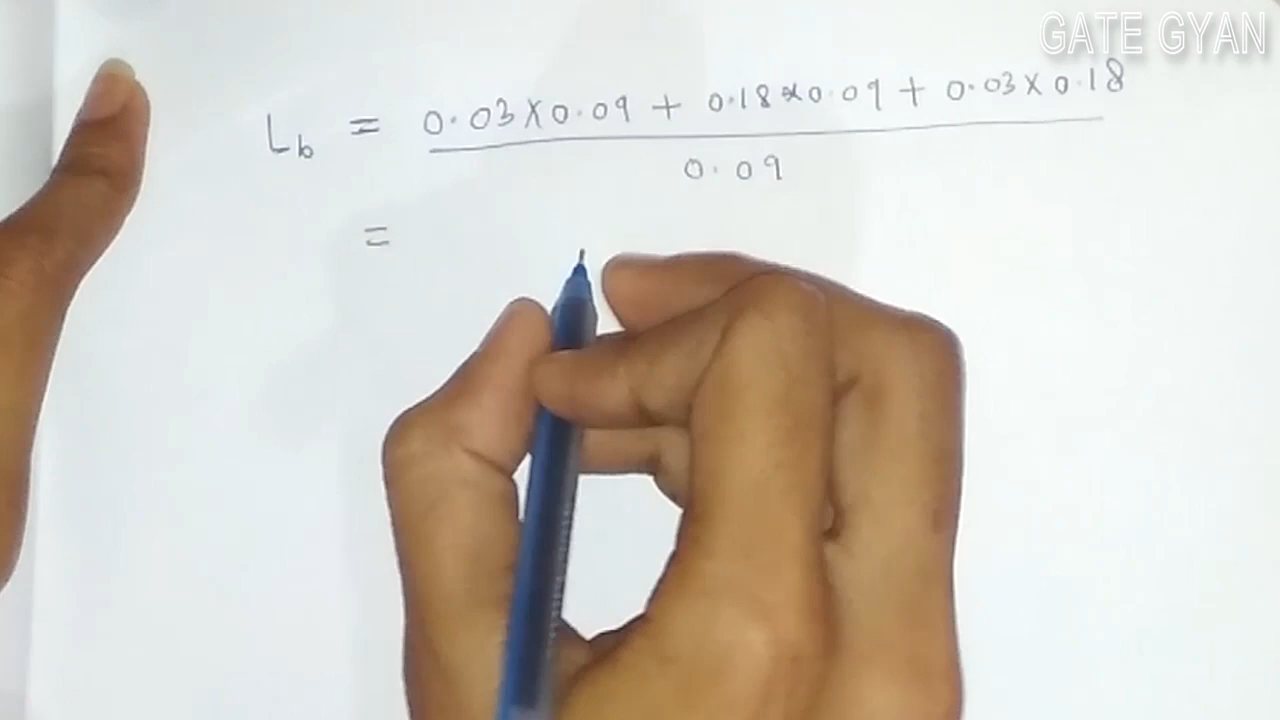 GATE GYAN
L_b = 0.03 X 0.09 + 0.18 x 0.09 + 0.03 X 0.18
0.09
=